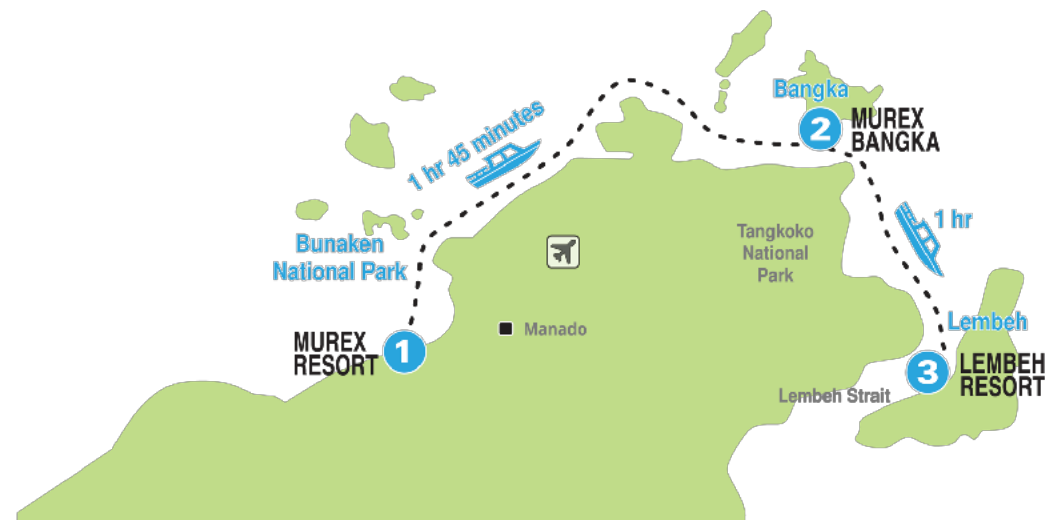 Bangka
2
MUREX
BANGKA
1 hr 45 minutes
1 hr
Tangkoko
National
Park
Bunaken
National Park
Manado
Lembeh
MUREX
RESORT
1
3
LEMBEH
RESORT
Lembeh Strait